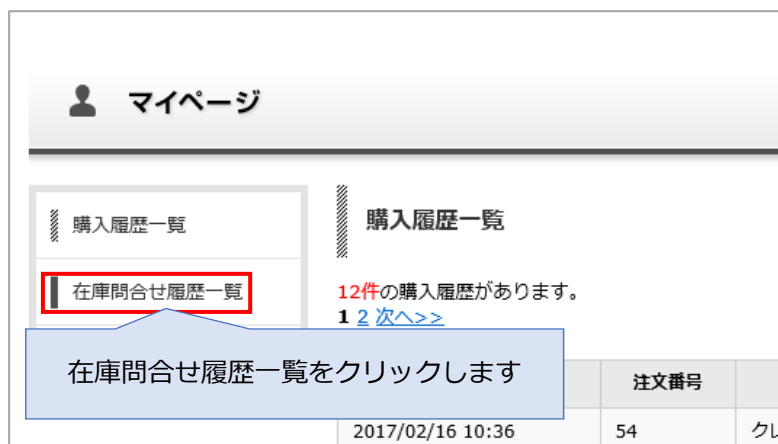 マイページ
購入履歴一覧
在庫問合せ履歴一覧
購入履歴一覧
12件の購入履歴があります。
1 2 次へ>>
在庫問合せ履歴一覧をクリックします
注文番号
2017/02/16 10:36 54 クレ